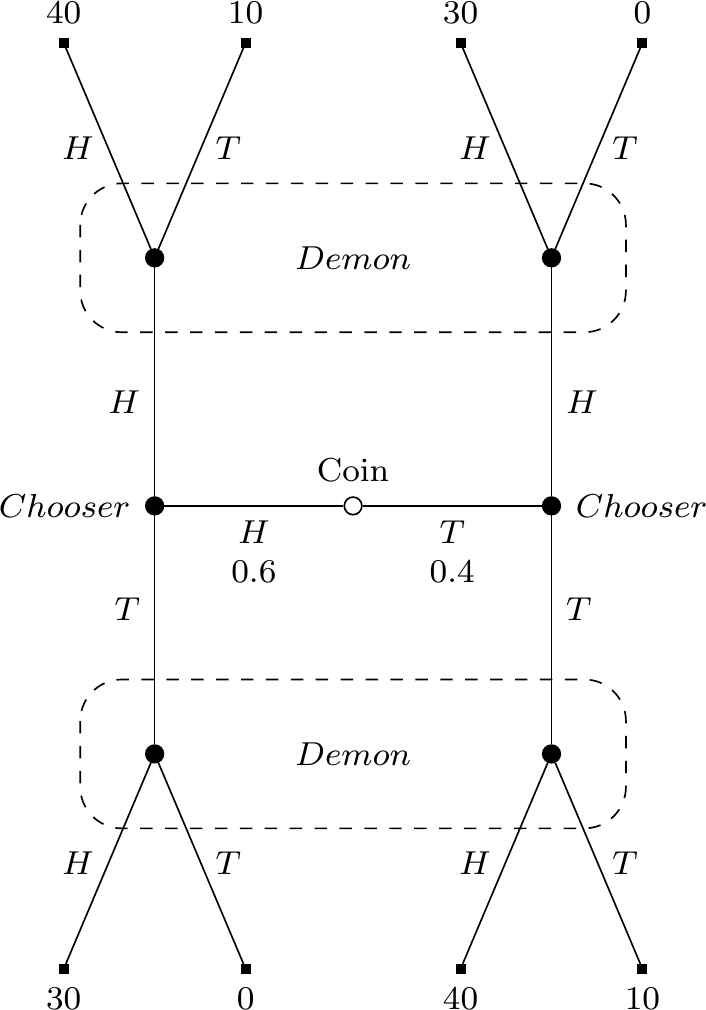 40 10 30 0
H T H T
Demon
H H
Coin
Chooser Chooser
H T
0.6 0.4
T T
Demon
H T H T
30 0 40 10